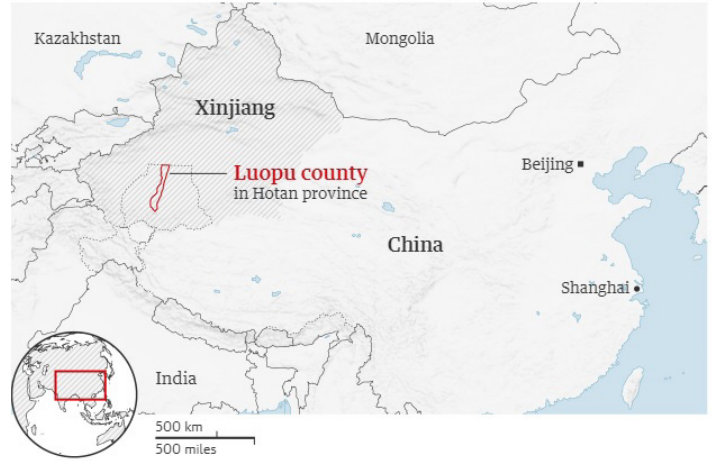 Kazakhstan
Mongolia
Xinjiang
Luopu county
in Hotan province
Beijing
China
Shanghai
India
500 km
500 miles